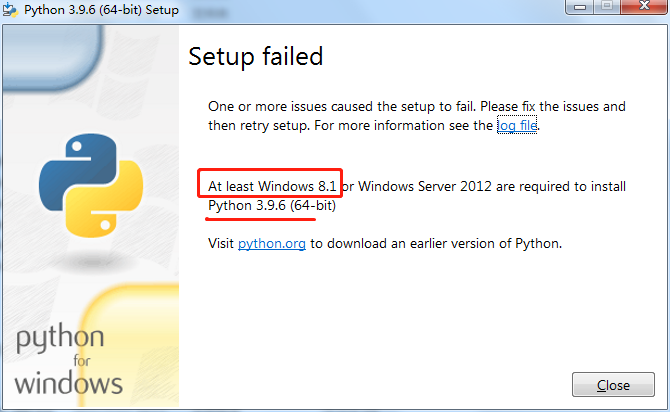 Python 3.9.6 (64-bit) Setup
Setup failed
One or more issues caused the setup to fail. Please fix the issues and
then retry setup. For more information see the log file.
At least Windows 8.1 or Windows Server 2012 are required to install
Python 3.9.6 (64-bit)
Visit python.org to download an earlier version of Python.
python
for
windows
Close